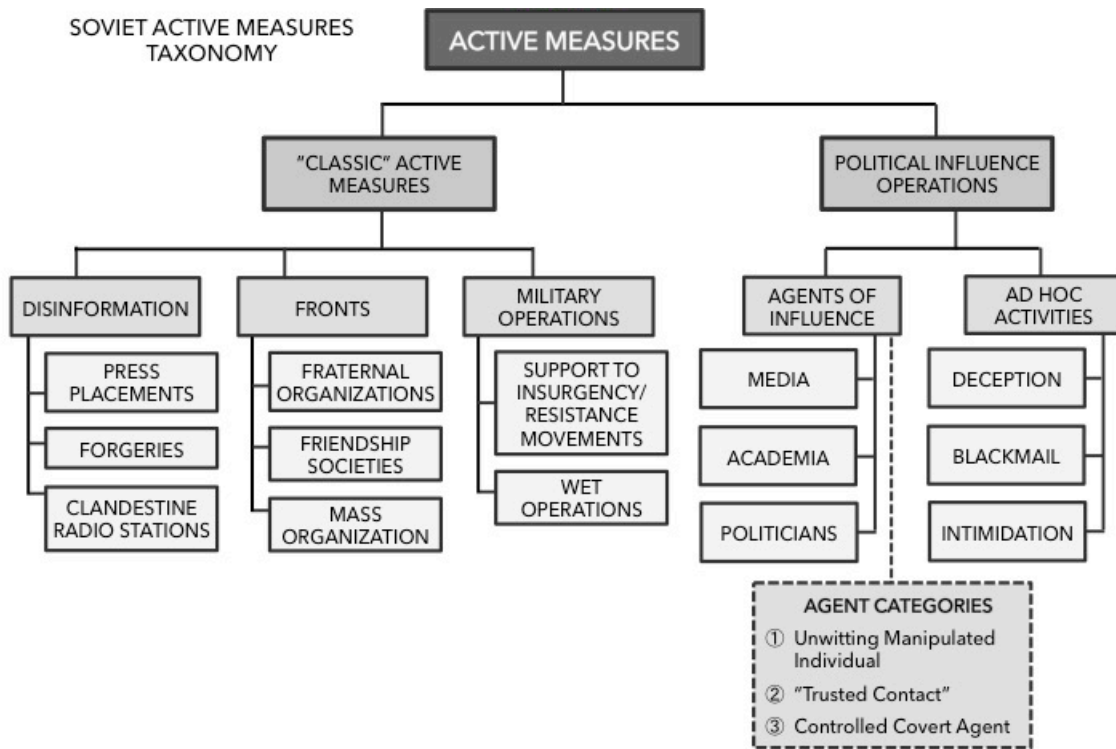 SOVIET ACTIVE MEASURES
TAXONOMY
ACTIVE MEASURES
"CLASSIC" ACTIVE
MEASURES
POLITICAL INFLUENCE
OPERATIONS
DISINFORMATION
FRONTS
MILITARY
OPERATIONS
AGENTS OF
INFLUENCE
AD HOC
ACTIVITIES
PRESS
PLACEMENTS
FORGERIES
CLANDESTINE
RADIO STATIONS
FRATERNAL
ORGANIZATIONS
FRIENDSHIP
SOCIETIES
MASS
ORGANIZATION
SUPPORT TO
INSURGENCY/
RESISTANCE
MOVEMENTS
WET
OPERATIONS
MEDIA
ACADEMIA
POLITICIANS
DECEPTION
BLACKMAIL
INTIMIDATION
AGENT CATEGORIES
① Unwitting Manipulated
Individual
② "Trusted Contact"
③ Controlled Covert Agent